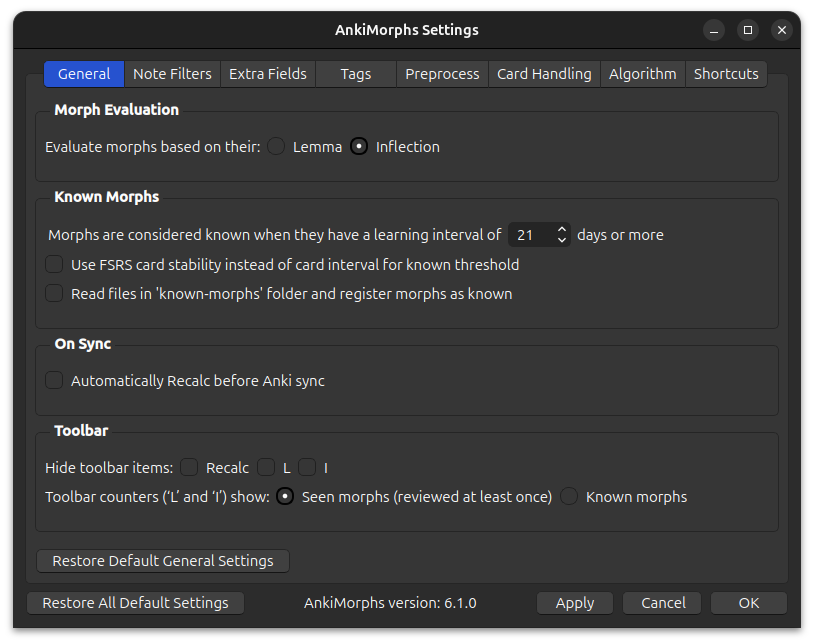 AnkiMorphs Settings
General Note Filters Extra Fields Tags Preprocess Card Handling Algorithm Shortcuts
Morph Evaluation
Evaluate morphs based on their: Lemma Inflection
Known Morphs
Morphs are considered known when they have a learning interval of 21 days or more
Use FSRS card stability instead of card interval for known threshold
Read files in 'known-morphs' folder and register morphs as known
On Sync
Automatically Recalc before Anki sync
Toolbar
Hide toolbar items: Recalc L I
Toolbar counters (‘L’ and ‘I’) show: Seen morphs (reviewed at least once) Known morphs
Restore Default General Settings
Restore All Default Settings AnkiMorphs version: 6.1.0 Apply Cancel OK